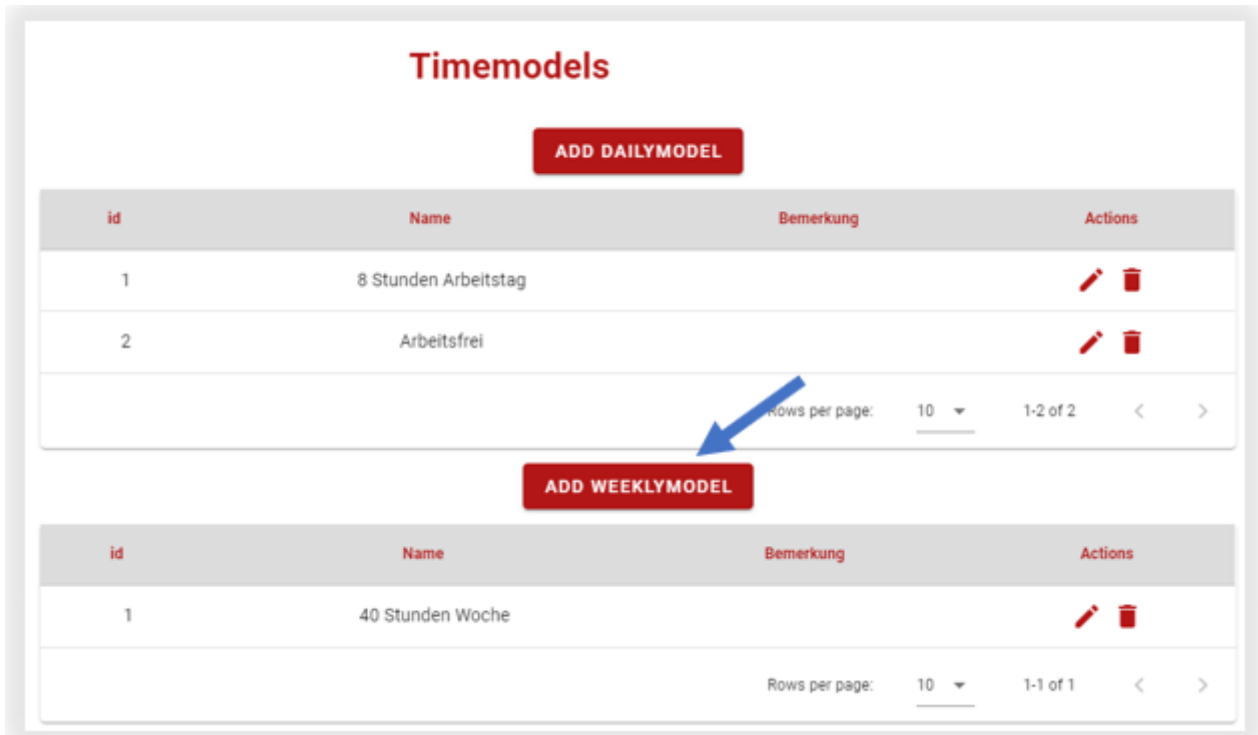 Timemodels
ADD DAILYMODEL
id Name Bemerkung Actions
1 8 Stunden Arbeitstag
2 Arbeitsfrei
Rows per page: 10 1-2 of 2
ADD WEEKLYMODEL
id Name Bemerkung Actions
1 40 Stunden Woche
Rows per page: 10 1-1 of 1